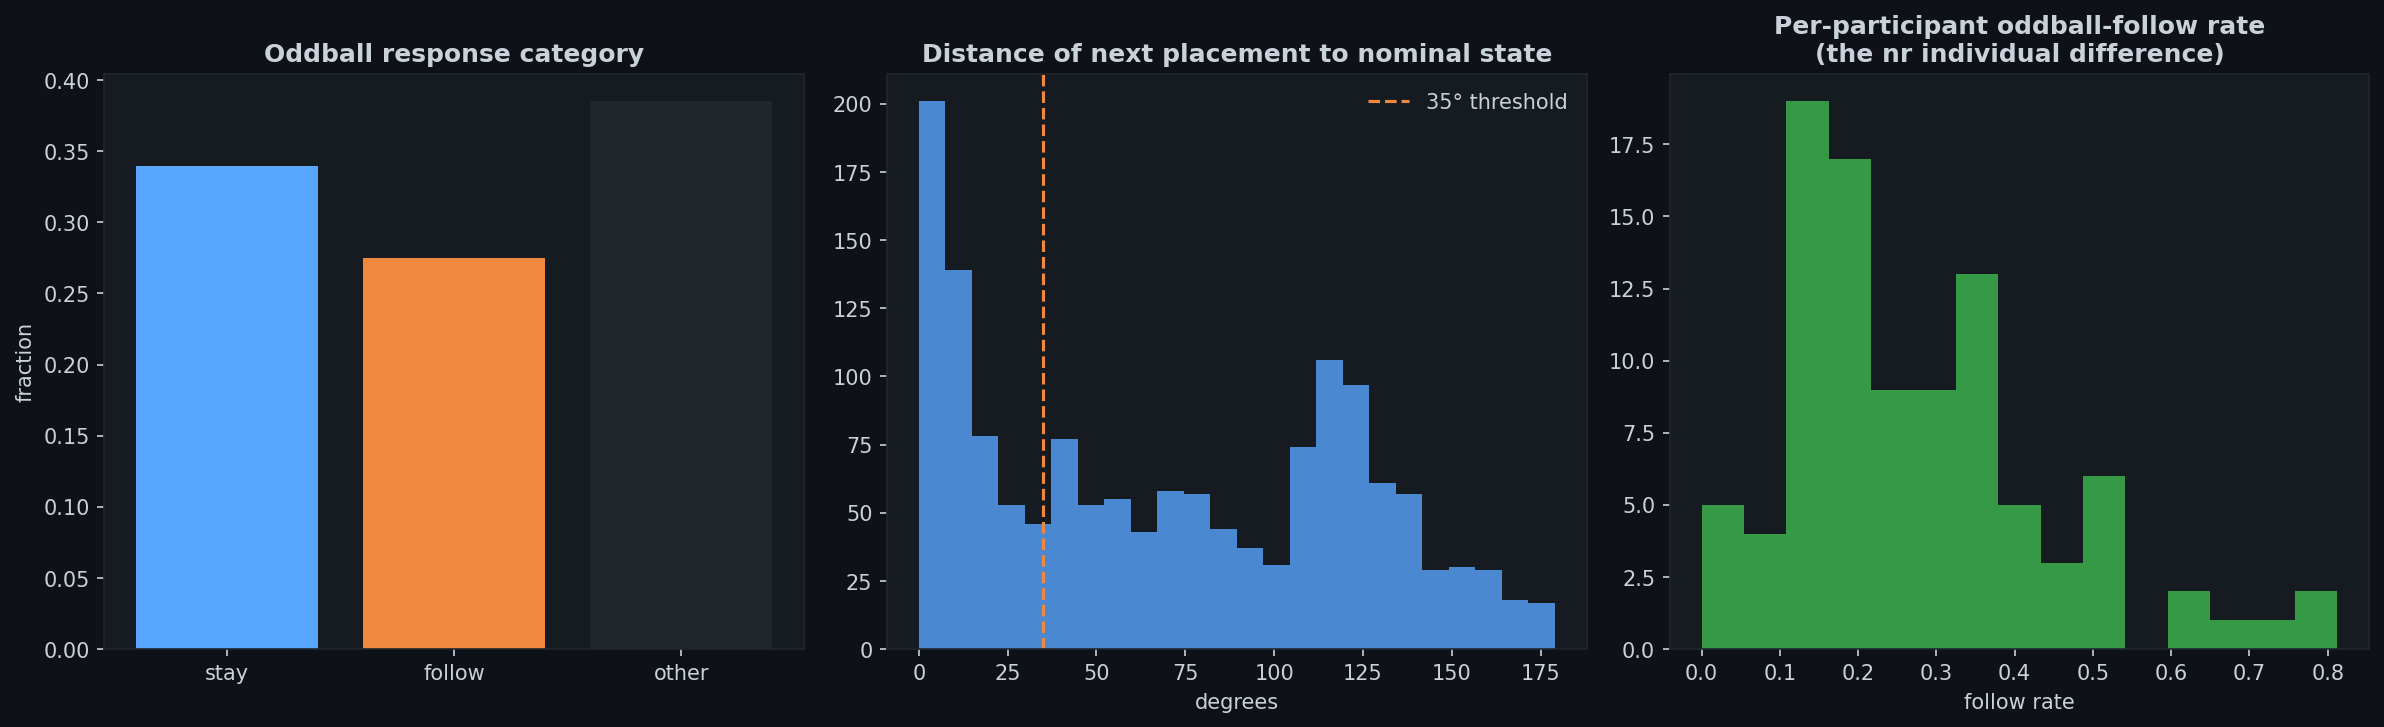 Oddball response category
0.40
0.35
0.30
0.25
0.20
0.15
0.10
0.05
0.00
fraction
stay follow other
Distance of next placement to nominal state
35° threshold
200
175
150
125
100
75
50
25
0
0 25 50 75 100 125 150 175
degrees
Per-participant oddball-follow rate
(the nr individual difference)
17.5
15.0
12.5
10.0
7.5
5.0
2.5
0.0
0.0 0.1 0.2 0.3 0.4 0.5 0.6 0.7 0.8
follow rate